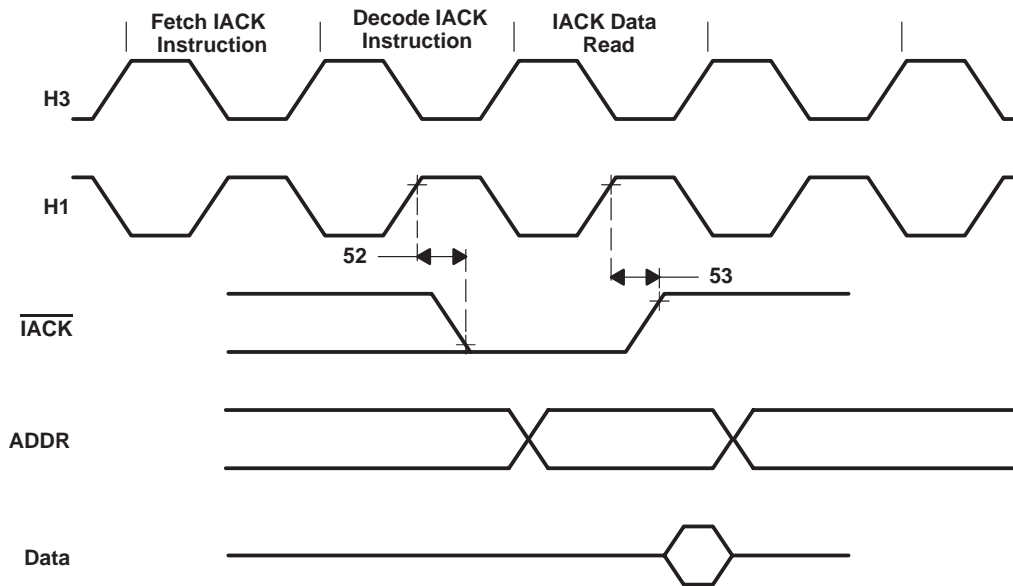 Fetch IACK
Instruction
Decode IACK
Instruction
IACK Data
Read
H3
H1
52
53
IACK
ADDR
Data